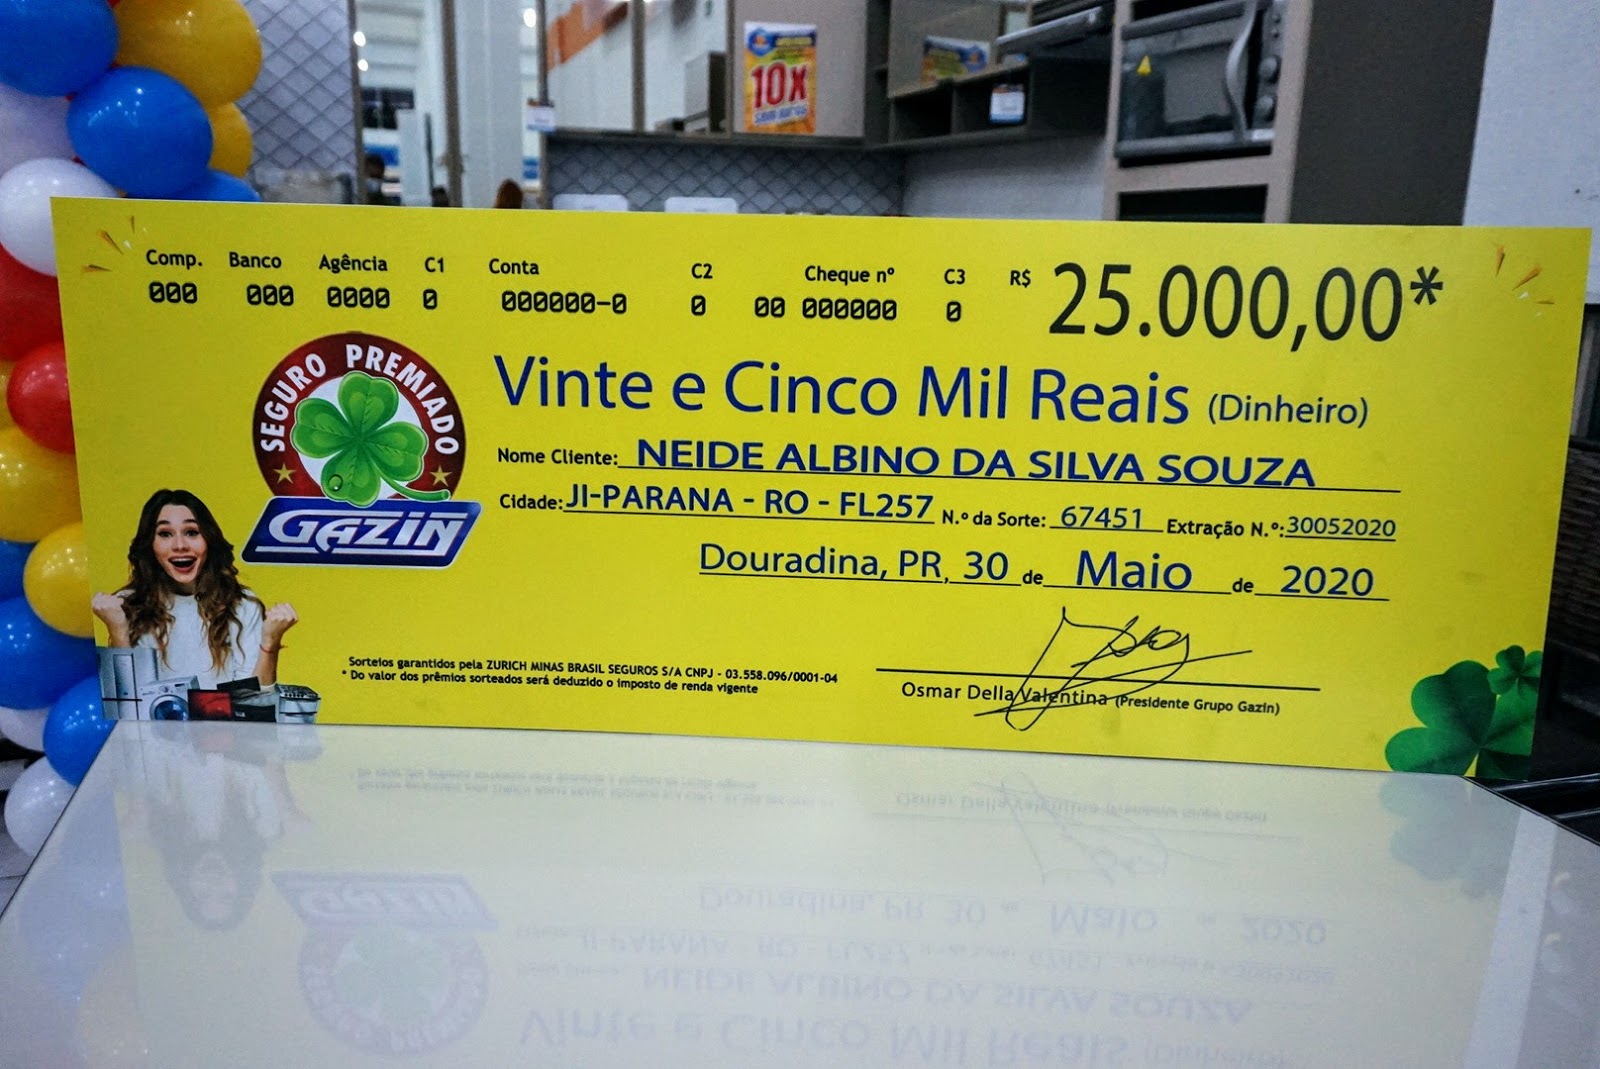 10X
Comp. Banco Agência C1 Conta C2 Cheque nº C3 R$ 25.000,00*
000 000 0000 0 000000-0 0 00 000000 0
SEGURO PREMIADO
GAZIN
Vinte e Cinco Mil Reais (Dinheiro)
Nome Cliente: NEIDE ALBINO DA SILVA SOUZA
Cidade: JI-PARANA - RO - FL257 N.º da Sorte: 67451 Extração N.º: 30052020
Douradina, PR, 30 de Maio de 2020
* Sorteios garantidos pela ZURICH MINAS BRASIL SEGUROS S/A CNPJ - 03.558.096/0001-04
* Do valor dos prêmios sorteados será deduzido o imposto de renda vigente
Osmar Della Valentina (Presidente Grupo Gazin)